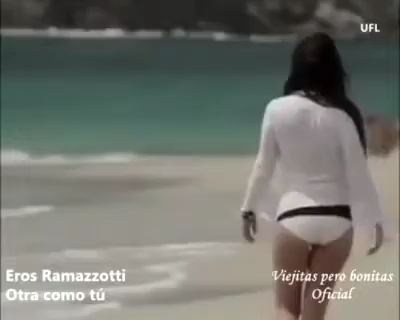 UFL
Eros Ramazzotti
Otra como tú
Viejitas pero bonitas
Oficial